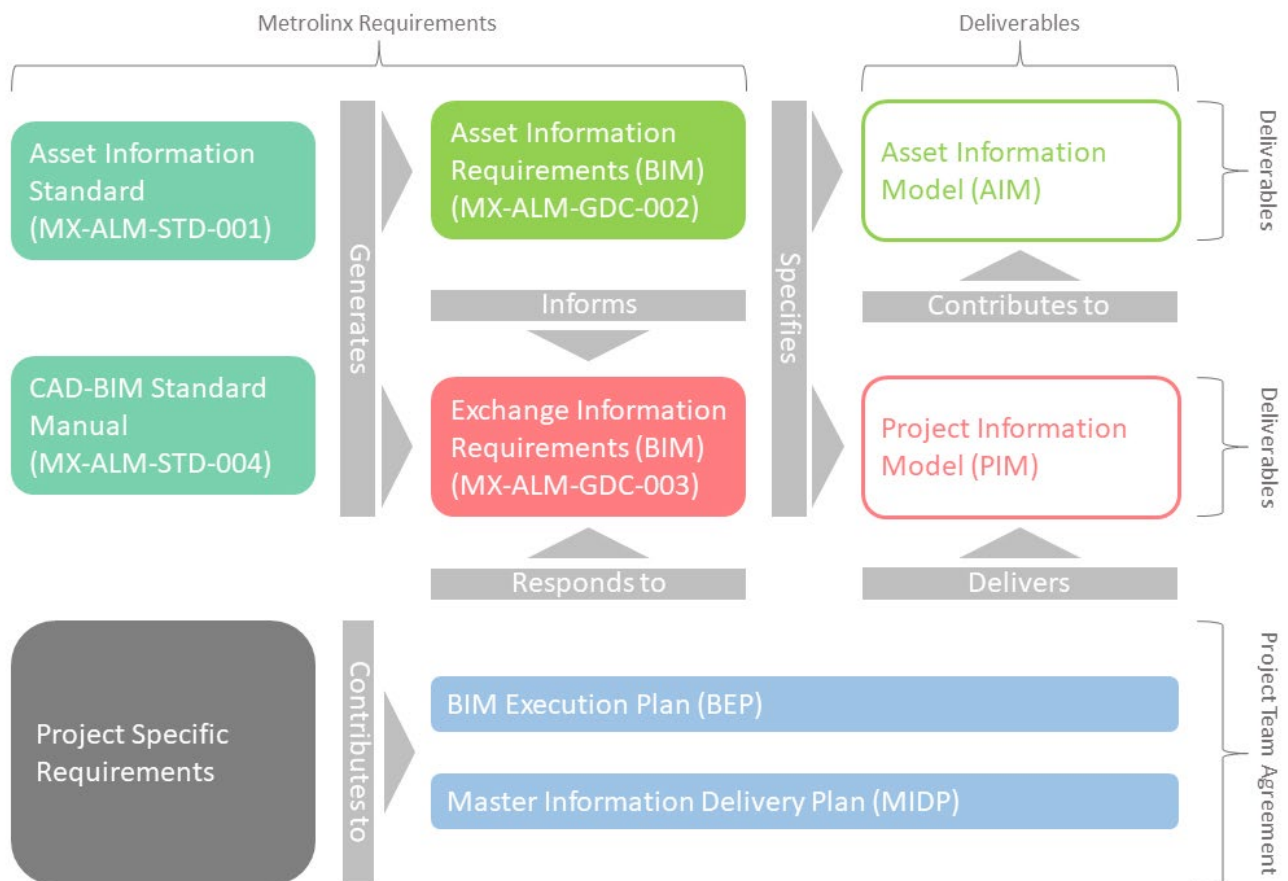 Metrolinx Requirements
Deliverables
Asset Information
Standard
(MX-ALM-STD-001)
Generates
Asset Information
Requirements (BIM)
(MX-ALM-GDC-002)
Specifies
Asset Information
Model (AIM)
Deliverables
Informs
Contributes to
CAD-BIM Standard
Manual
(MX-ALM-STD-004)
Exchange Information
Requirements (BIM)
(MX-ALM-GDC-003)
Project Information
Model (PIM)
Deliverables
Responds to
Delivers
Project Specific
Requirements
Contributes to
BIM Execution Plan (BEP)
Master Information Delivery Plan (MIDP)
Project Team Agreement